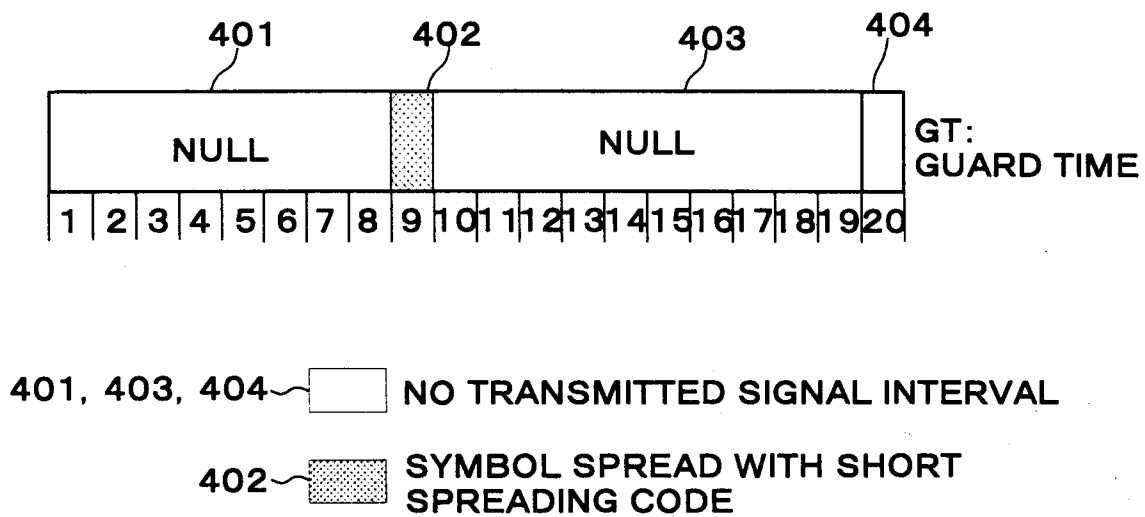 401 402 403 404
NULL NULL GT:
GUARD TIME
1 2 3 4 5 6 7 8 9 10 11 12 13 14 15 16 17 18 19 20
401, 403, 404 NO TRANSMITTED SIGNAL INTERVAL
402 SYMBOL SPREAD WITH SHORT
SPREADING CODE